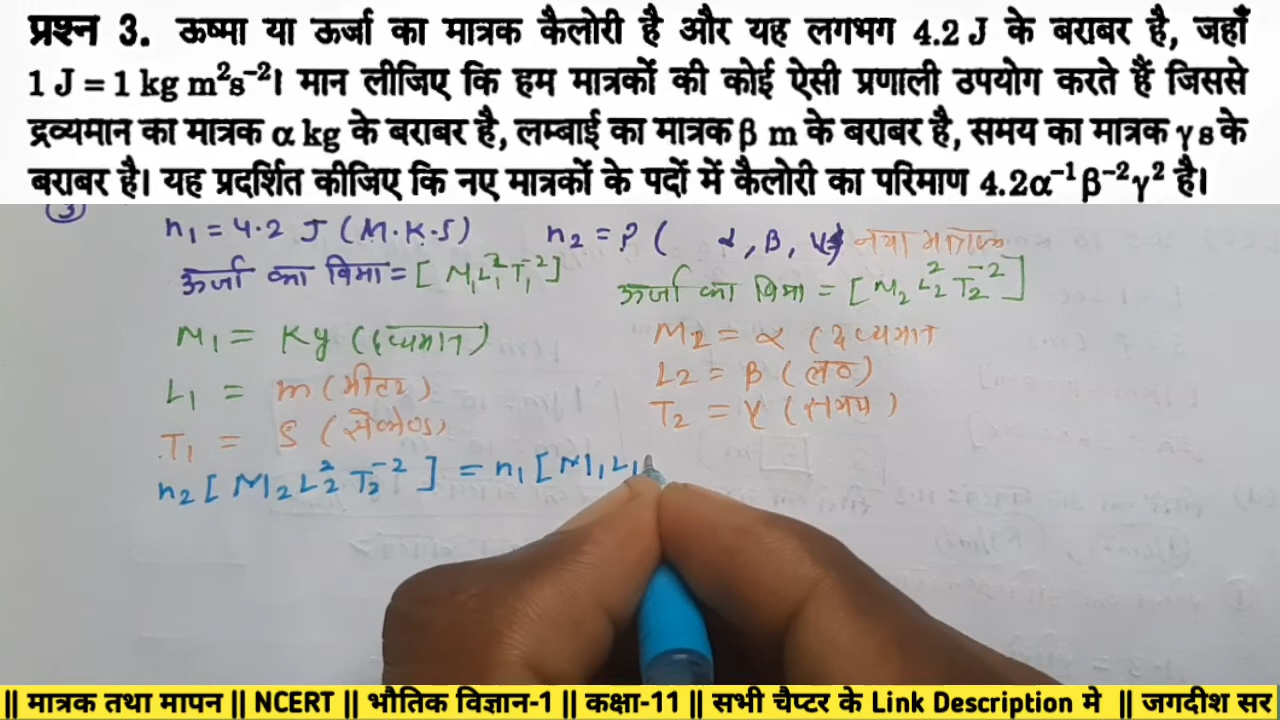 प्रश्न 3. ऊष्मा या ऊर्जा का मात्रक कैलोरी है और यह लगभग 4.2 J के बराबर है, जहाँ
1 J = 1 kg m²s⁻²। मान लीजिए कि हम मात्रकों की कोई ऐसी प्रणाली उपयोग करते हैं जिससे
द्रव्यमान का मात्रक α kg के बराबर है, लम्बाई का मात्रक β m के बराबर है, समय का मात्रक γ s के
बराबर है। यह प्रदर्शित कीजिए कि नए मात्रकों के पदों में कैलोरी का परिमाण 4.2α⁻¹β⁻²γ² है।
③
n₁ = 4.2 J (M.K.S) n₂ = ? ( α, β, γ) नया मात्रक
ऊर्जा का विमा = [M₁L₁²T₁⁻²] ऊर्जा का विमा = [M₂L₂²T₂⁻²]
M₁ = Kg (द्रव्यमान) M₂ = α (द्रव्यमान
L₁ = m (मीटर) L₂ = β (ल०)
T₁ = S (सेकेण्ड) T₂ = γ (समय)
n₂ [M₂L₂²T₂⁻²] = n₁ [M₁L₁
|| मात्रक तथा मापन || NCERT || भौतिक विज्ञान-1 || कक्षा-11 || सभी चैप्टर के Link Description मे || जगदीश सर